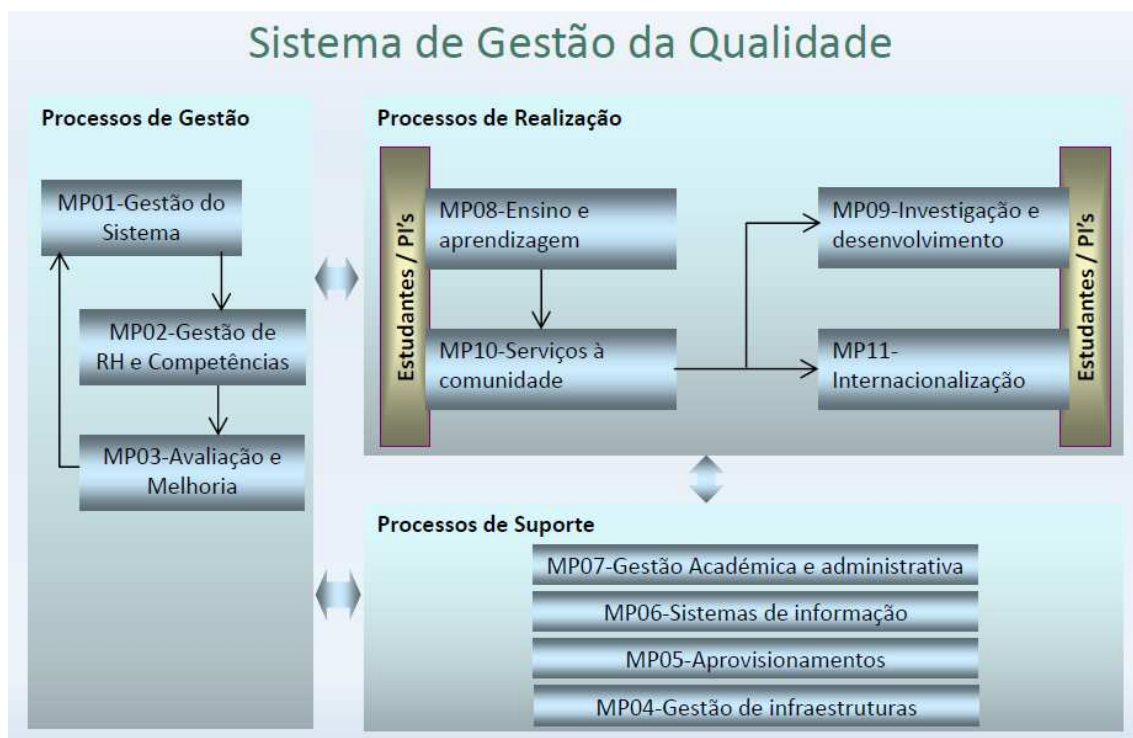 Sistema de Gestão da Qualidade
Processos de Gestão
MP01-Gestão do
Sistema
MP02-Gestão de
RH e Competências
MP03-Avaliação e
Melhoria
Processos de Realização
Estudantes / PI's
MP08-Ensino e
aprendizagem
MP10-Serviços à
comunidade
MP09-Investigação e
desenvolvimento
MP11-
Internacionalização
Estudantes / PI's
Processos de Suporte
MP07-Gestão Académica e administrativa
MP06-Sistemas de informação
MP05-Aprovisionamentos
MP04-Gestão de infraestruturas